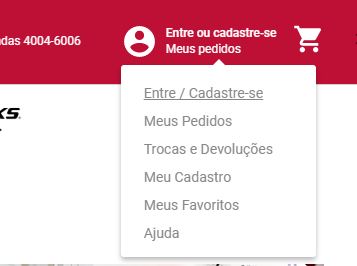 Entre ou cadastre-se
das 4004-6006
Meus pedidos
Entre / Cadastre-se
Meus Pedidos
Trocas e Devoluções
Meu Cadastro
Meus Favoritos
Ajuda